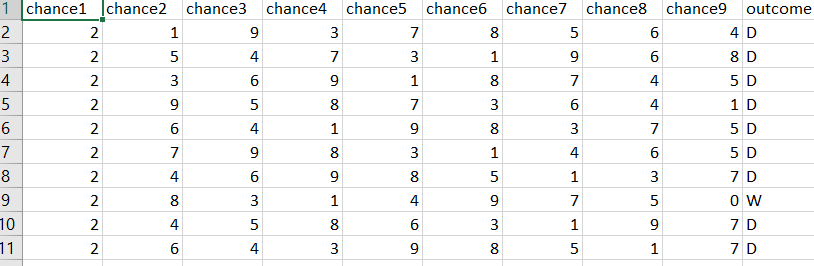 1 chance1 chance2 chance3 chance4 chance5 chance6 chance7 chance8 chance9 outcome
2 2 1 9 3 7 8 5 6 4 D
3 2 5 4 7 3 1 9 6 8 D
4 2 3 6 9 1 8 7 4 5 D
5 2 9 5 8 7 3 6 4 1 D
6 2 6 4 1 9 8 3 7 5 D
7 2 7 9 8 3 1 4 6 5 D
8 2 4 6 9 8 5 1 3 7 D
9 2 8 3 1 4 9 7 5 0 W
10 2 4 5 8 6 3 1 9 7 D
11 2 6 4 3 9 8 5 1 7 D